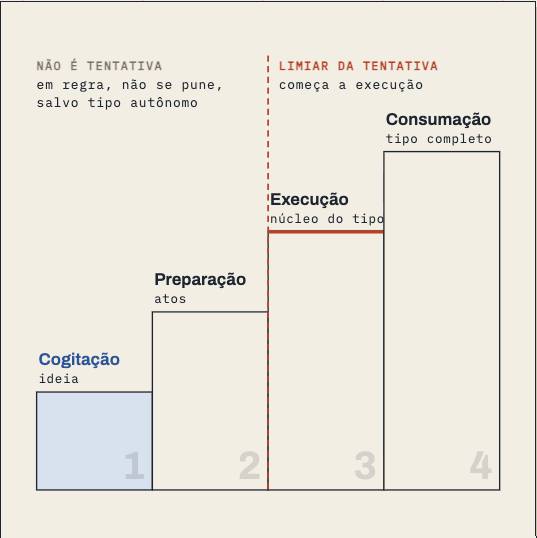 NÃO É TENTATIVA
em regra, não se pune,
salvo tipo autônomo
LIMIAR DA TENTATIVA
começa a execução
Consumação
tipo completo
Execução
núcleo do tipo
Preparação
atos
Cogitação
ideia
1
2
3
4